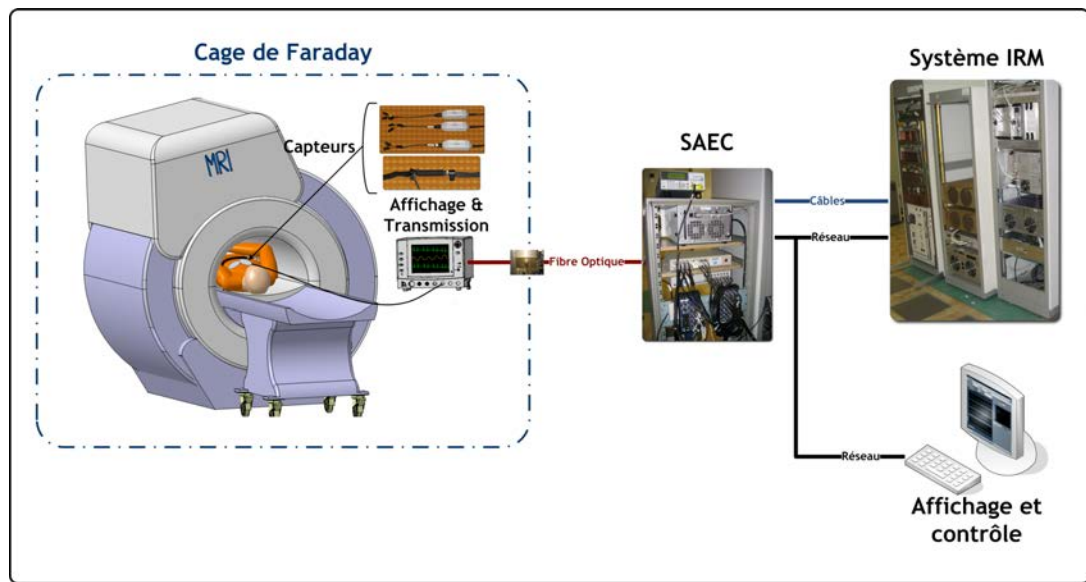 Cage de Faraday
MRI
Capteurs
Affichage &
Transmission
Fibre Optique
SAEC
Câbles
Réseau
Système IRM
Réseau
Affichage et
contrôle